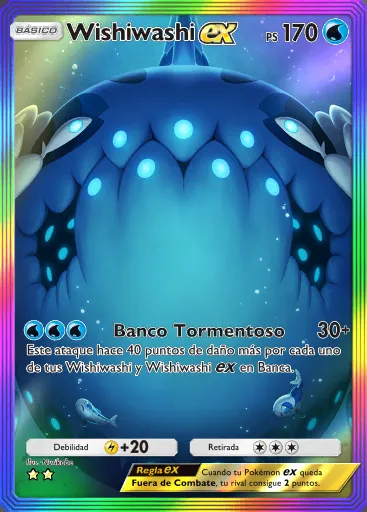 BÁSICO Wishiwashi ex PS 170
Banco Tormentoso 30+
Este ataque hace 40 puntos de daño más por cada uno
de tus Wishiwashi y Wishiwashi ex en Banca.
Debilidad +20 Retirada
Ilus.
Regla ex Cuando tu Pokémon ex queda
Fuera de Combate, tu rival consigue 2 puntos.